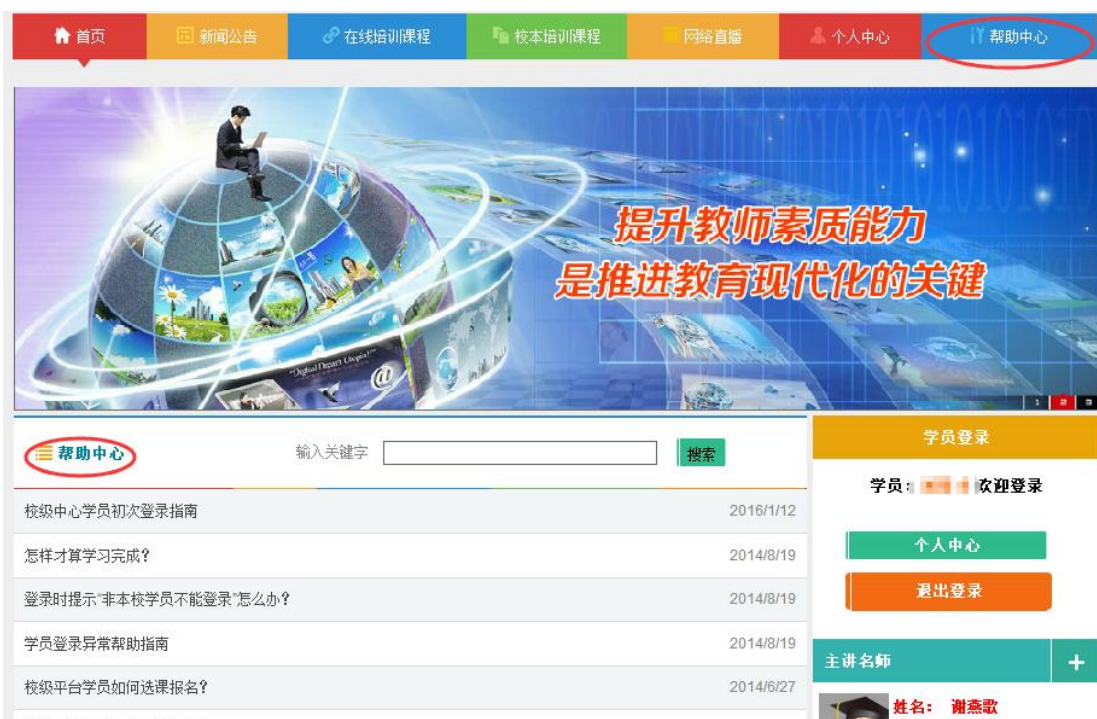 首页
新闻公告
在线培训课程
校本培训课程
网络直播
个人中心
帮助中心
提升教师素质能力
是推进教育现代化的关键
"Digital Dream Utopia!"
@
1 2 3
帮助中心
输入关键字
搜索
校级中心学员初次登录指南 2016/1/12
怎样才算学习完成? 2014/8/19
登录时提示"非本校学员不能登录"怎么办? 2014/8/19
学员登录异常帮助指南 2014/8/19
校级平台学员如何选课报名? 2014/6/27
学员登录
学员: 欢迎登录
个人中心
退出登录
主讲名师 +
姓名: 谢燕歌